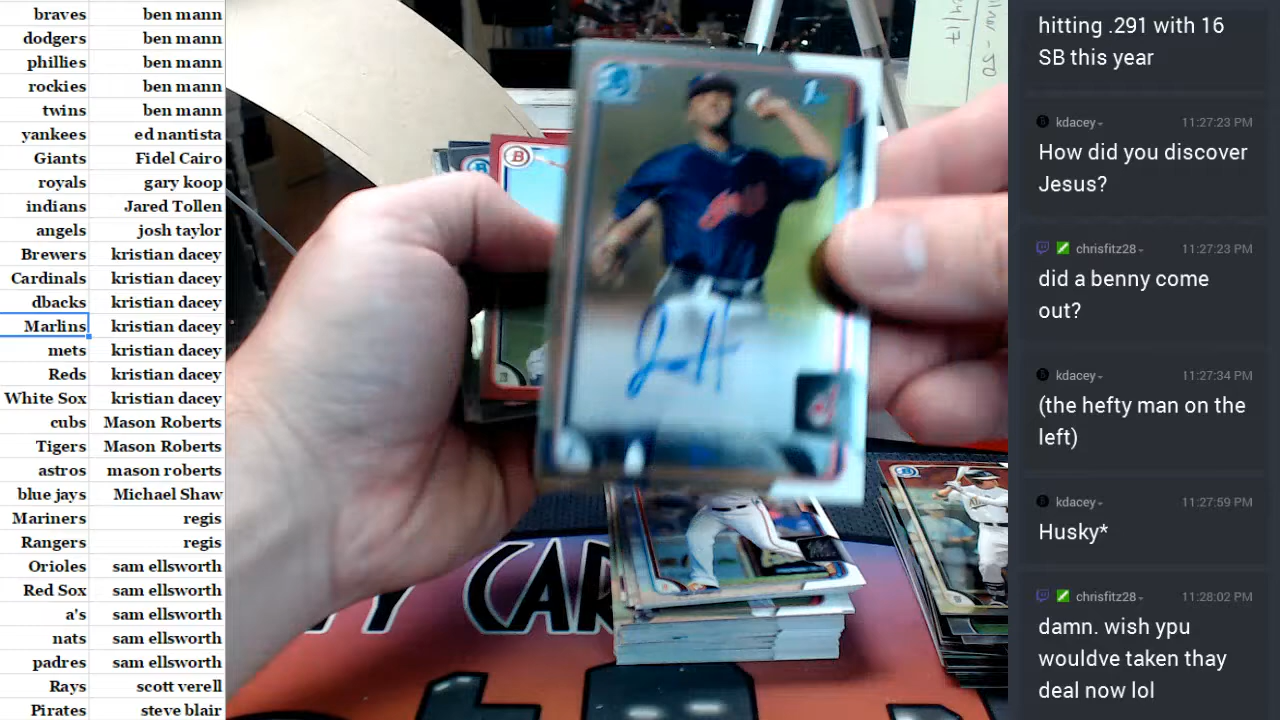 braves ben mann
dodgers ben mann
phillies ben mann
rockies ben mann
twins ben mann
yankees ed nantista
Giants Fidel Cairo
royals gary koop
indians Jared Tollen
angels josh taylor
Brewers kristian dacey
Cardinals kristian dacey
dbacks kristian dacey
Marlins kristian dacey
mets kristian dacey
Reds kristian dacey
White Sox kristian dacey
cubs Mason Roberts
Tigers Mason Roberts
astros mason roberts
blue jays Michael Shaw
Mariners regis
Rangers regis
Orioles sam ellsworth
Red Sox sam ellsworth
a's sam ellsworth
nats sam ellsworth
padres sam ellsworth
Rays scott verell
Pirates steve blair
B
B
1st
Y CAR
hitting .291 with 16
SB this year
kdacey 11:27:23 PM
How did you discover
Jesus?
chrisfitz28 11:27:23 PM
did a benny come
out?
kdacey 11:27:34 PM
(the hefty man on the
left)
kdacey 11:27:59 PM
Husky*
chrisfitz28 11:28:02 PM
damn. wish ypu
wouldve taken thay
deal now lol